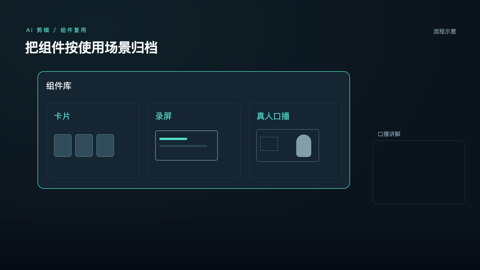 AI 剪辑 / 组件复用
把组件按使用场景归档
流程示意
组件库
卡片
录屏
真人口播
口播讲解